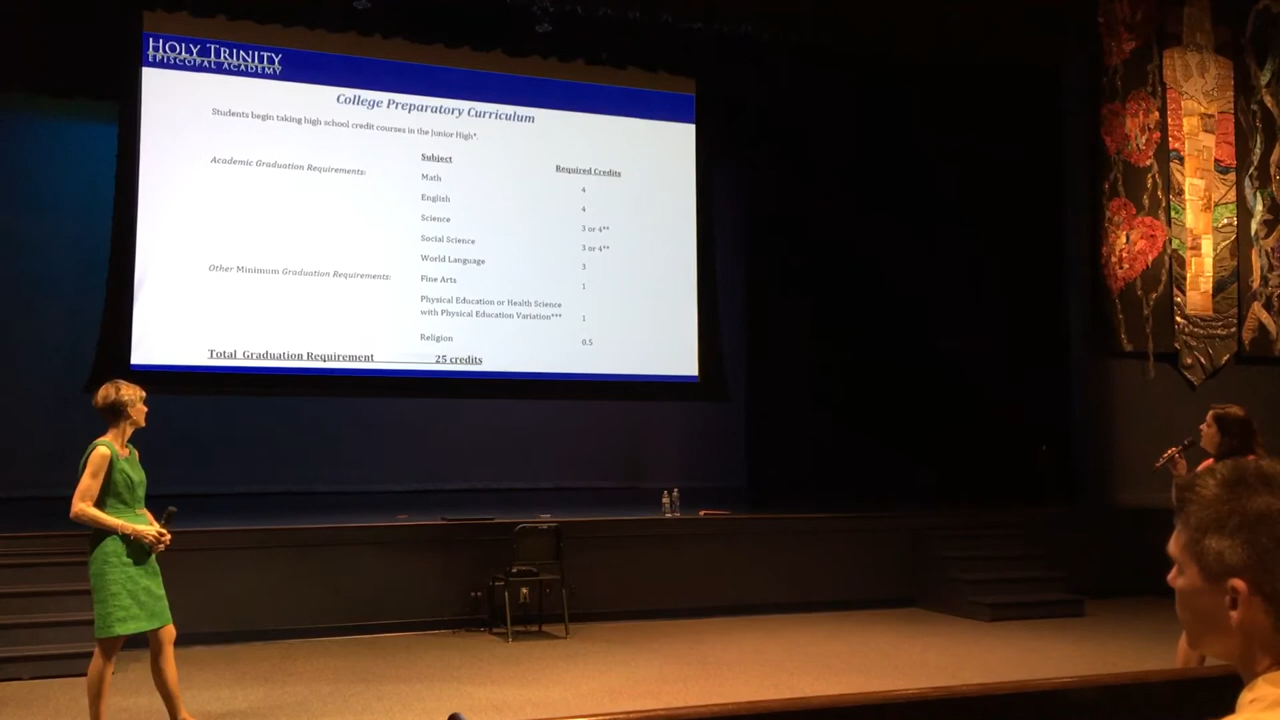 HOLY TRINITY
EPISCOPAL ACADEMY
College Preparatory Curriculum
Students begin taking high school credit courses in the Junior High*.
Academic Graduation Requirements:
Subject Required Credits
Math 4
English 4
Science 3 or 4**
Social Science 3 or 4**
World Language 3
Other Minimum Graduation Requirements:
Fine Arts 1
Physical Education or Health Science
with Physical Education Variation*** 1
Religion 0.5
Total Graduation Requirement 25 credits